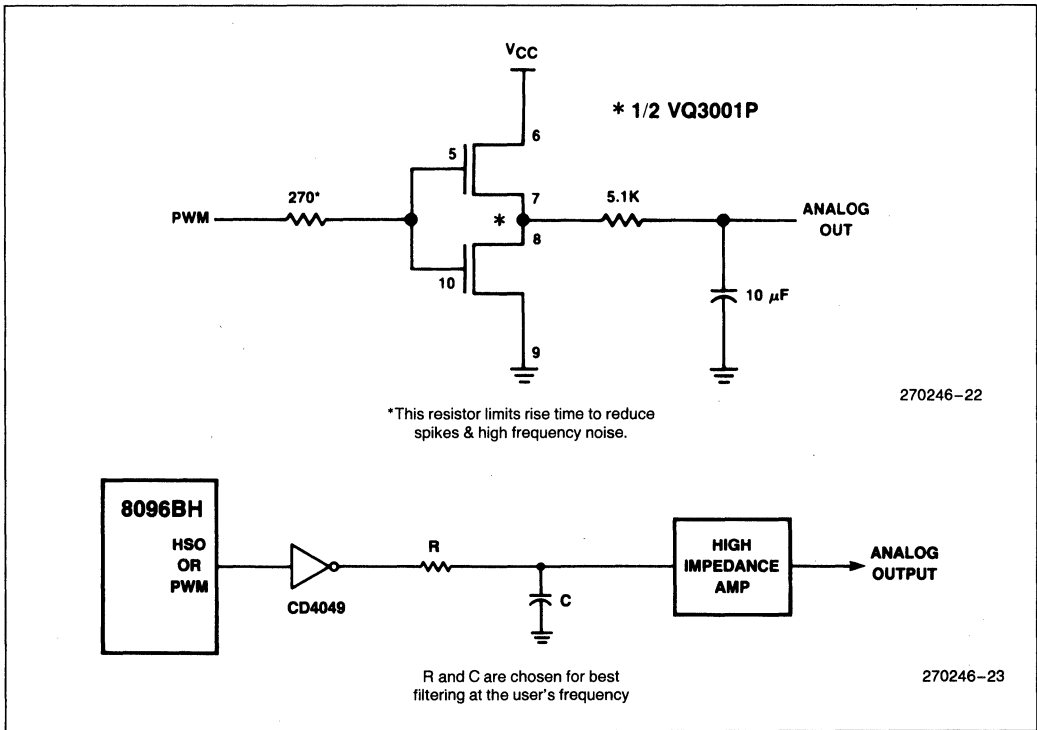 VCC
* 1/2 VQ3001P
6
5
7
270*
5.1K
PWM
*
ANALOG
OUT
8
10
10 µF
9
270246–22
*This resistor limits rise time to reduce
spikes & high frequency noise.
8096BH
HSO
OR
PWM
CD4049
R
C
HIGH
IMPEDANCE
AMP
ANALOG
OUTPUT
R and C are chosen for best
filtering at the user's frequency
270246–23